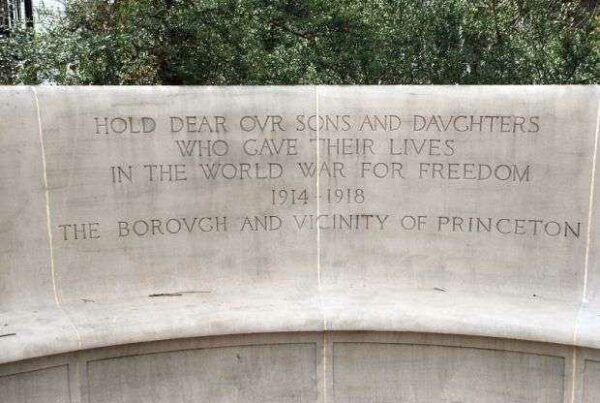 HOLD DEAR OVR SONS AND DAVGHTERS
WHO GAVE THEIR LIVES
IN THE WORLD WAR FOR FREEDOM
1914-1918
THE BOROVGH AND VICINITY OF PRINCETON